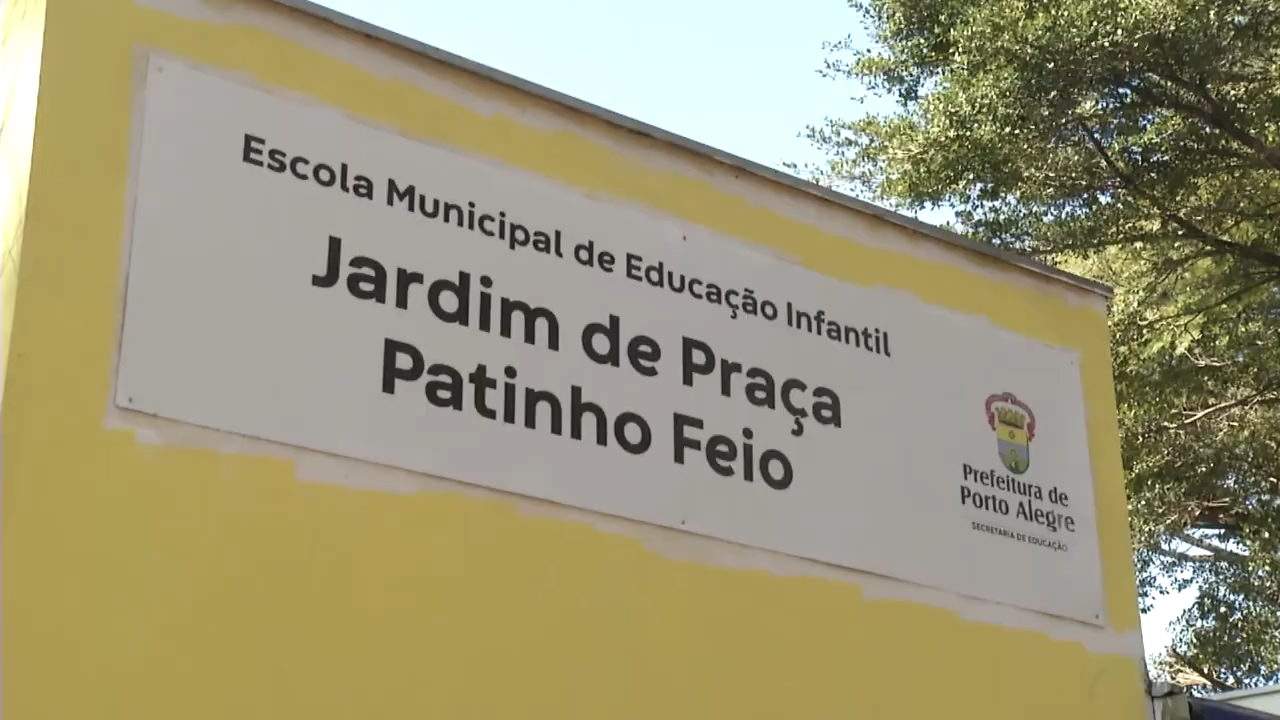 Escola Municipal de Educação Infantil
Jardim de Praça
Patinho Feio
Prefeitura de
Porto Alegre
SECRETARIA DE EDUCAÇÃO